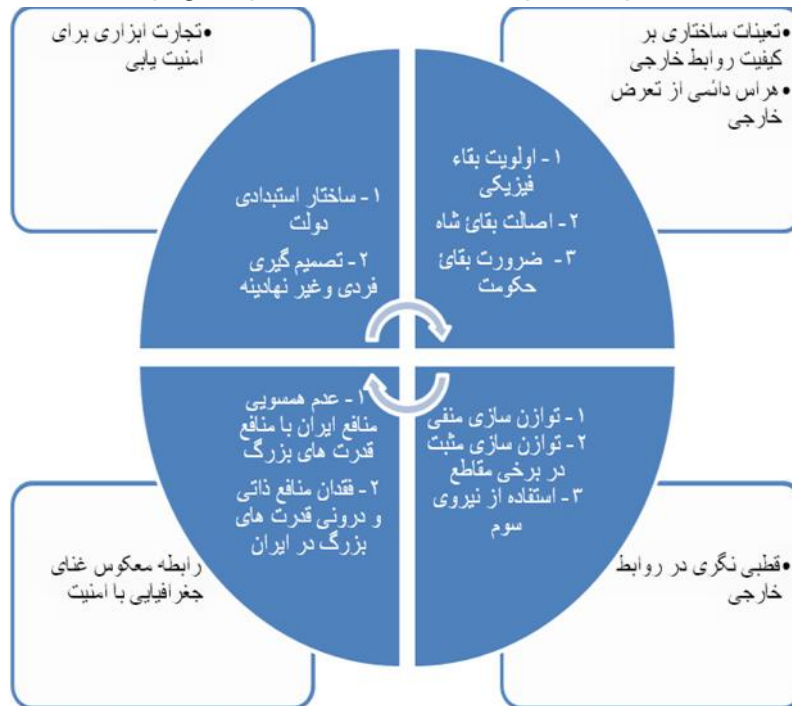 •تعینات ساختاری بر
کیفیت روابط خارجی
•هراس دائمی از تعرض
خارجی
•تجارت ابزاری برای
امنیت یابی
۱- اولویت بقاء
فیزیکی
۲- اصالت بقائ شاه
۳- ضرورت بقائ
حکومت
۱- ساختار استبدادی
دولت
۲- تصمیم گیری
فردی وغیر نهادینه
۱- توازن سازی منفی
۲- توازن سازی مثبت
در برخی مقاطع
۳- استفاده از نیروی
سوم
۱- عدم همسویی
منافع ایران با منافع
قدرت های بزرگ
۲- فقدان منافع ذاتی
و درونی قدرت های
بزرگ در ایران
•قطبی نگری در روابط
خارجی
رابطه معکوس غنای
جغرافیایی با امنیت